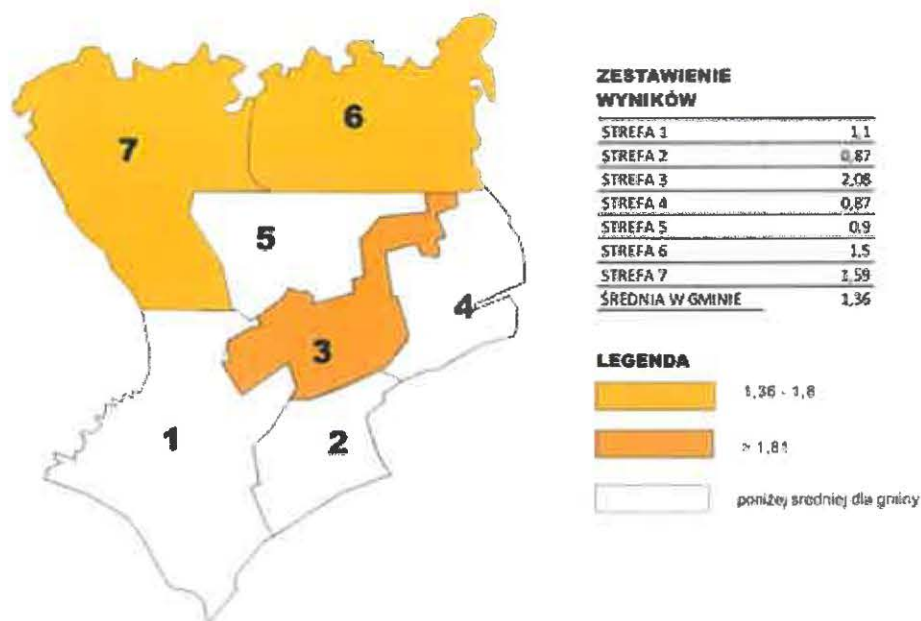 7
6
5
4
3
1
2
ZESTAWIENIE
WYNIKÓW
STREFA 1 1,1
STREFA 2 0,87
STREFA 3 2,08
STREFA 4 0,87
STREFA 5 0,9
STREFA 6 1,5
STREFA 7 1,59
ŚREDNIA W GMINIE 1,36
LEGENDA
1,36 - 1,8
> 1,81
poniżej średniej dla gminy